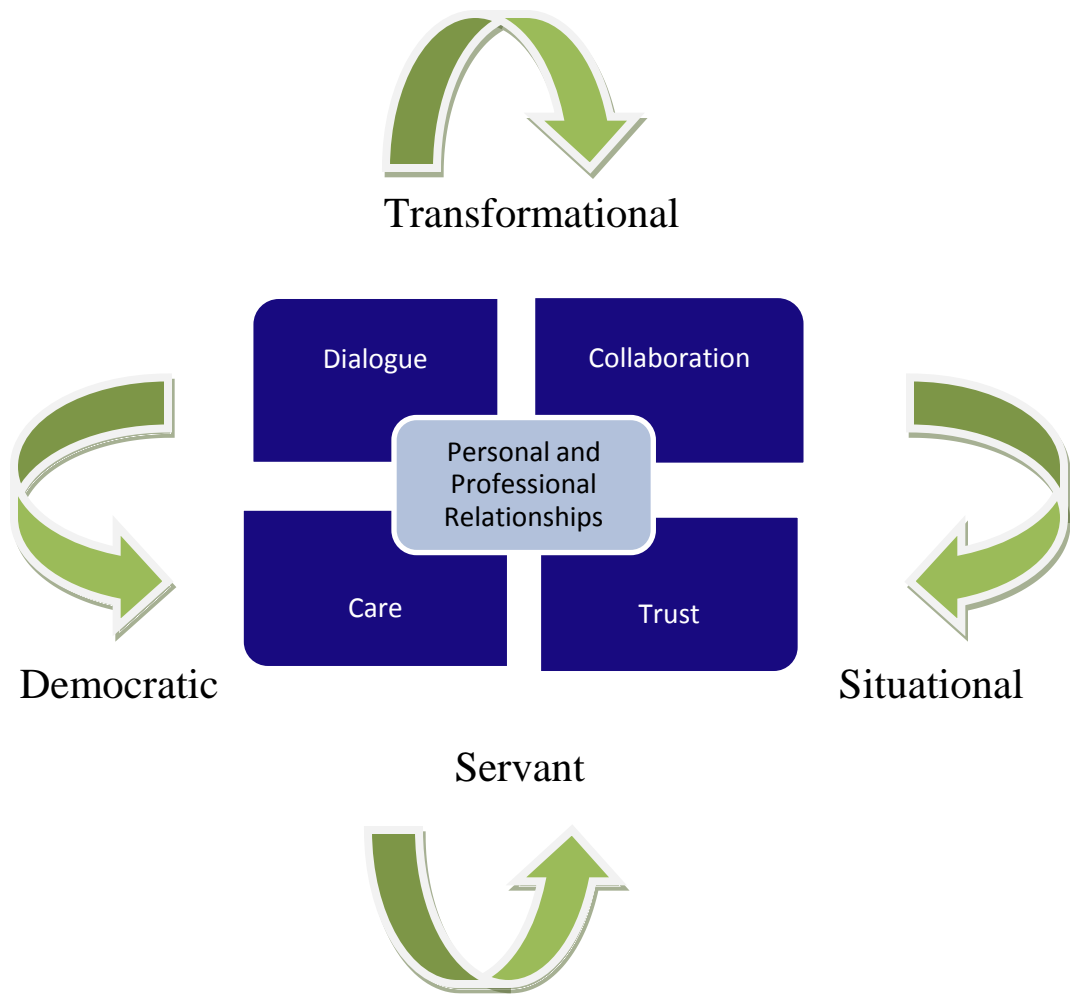 Transformational
Dialogue
Collaboration
Personal and
Professional
Relationships
Care
Trust
Democratic
Situational
Servant